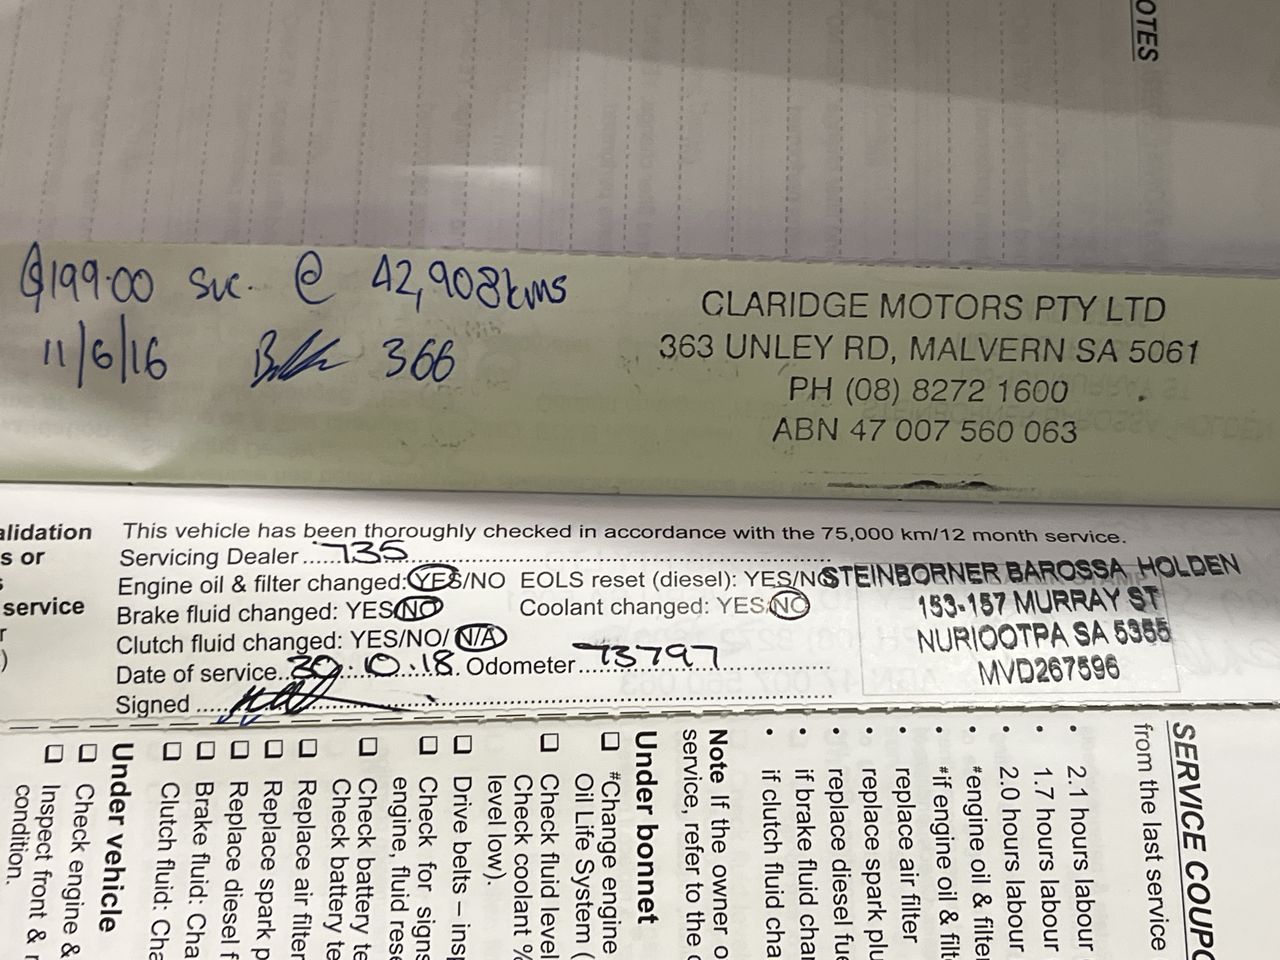 OTES
$199.00 svc. @ 42,908kms
11/6/16 366
CLARIDGE MOTORS PTY LTD
363 UNLEY RD, MALVERN SA 5061
PH (08) 8272 1600
ABN 47 007 560 063
alidation
s or
service
This vehicle has been thoroughly checked in accordance with the 75,000 km/12 month service.
Servicing Dealer ......735......
Engine oil & filter changed: YES/NO EOLS reset (diesel): YES/NO
Brake fluid changed: YES/NO Coolant changed: YES/NO
Clutch fluid changed: YES/NO/ N/A
Date of service..30.10.18. Odometer...73797
Signed
STEINBORNER BAROSSA HOLDEN
153-157 MURRAY ST
NURIOOTPA SA 5355
MVD267596
SERVICE COUPO
from the last service
• 2.1 hours labour
• 1.7 hours labour
• 2.0 hours labour
• #engine oil & filter
• #if engine oil & filt
• replace air filter
• replace spark plu
• replace diesel fue
• if brake fluid char
• if clutch fluid cha
Note If the owner o
service, refer to the
Under bonnet
☐ #Change engine
Oil Life System (
☐ Check fluid level
Check coolant %
level low).
☐ Drive belts – insp
☐ Check for signs
engine, fluid rese
☐ Check battery te
Check battery te
☐ Replace air filter
☐ Replace spark p
☐ Replace diesel f
☐ Brake fluid: Cha
☐ Clutch fluid: Cha
Under vehicle
☐ Check engine &
☐ Inspect front & r
condition.